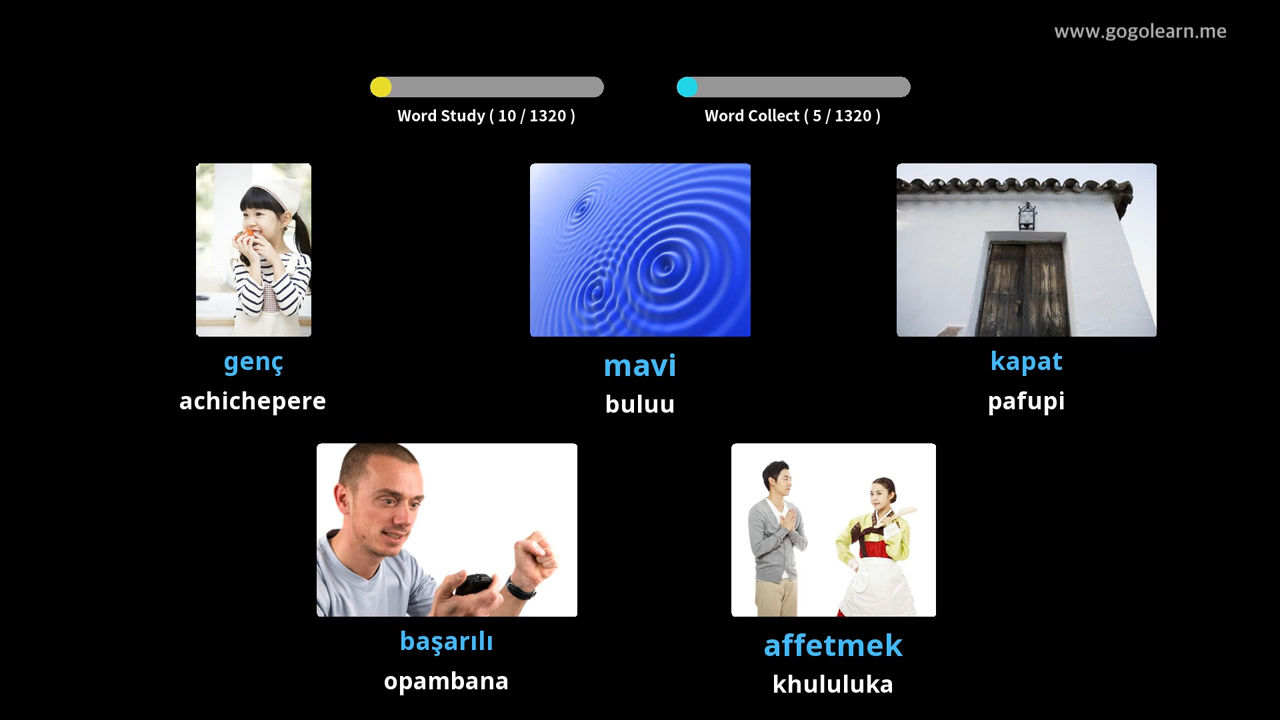 www.gogolearn.me
Word Study ( 10 / 1320 )
Word Collect ( 5 / 1320 )
genç
achichepere
mavi
buluu
kapat
pafupi
başarılı
opambana
affetmek
khululuka